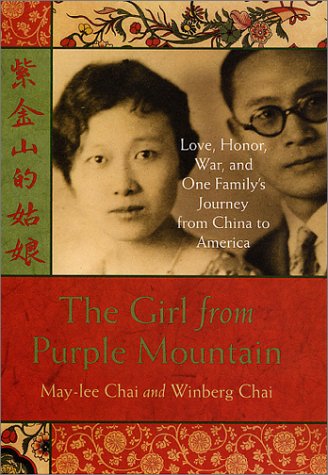 紫金山的姑娘
Love, Honor,
War, and
One Family's
Journey
from China to
America
The Girl from
Purple Mountain
May-lee Chai and Winberg Chai